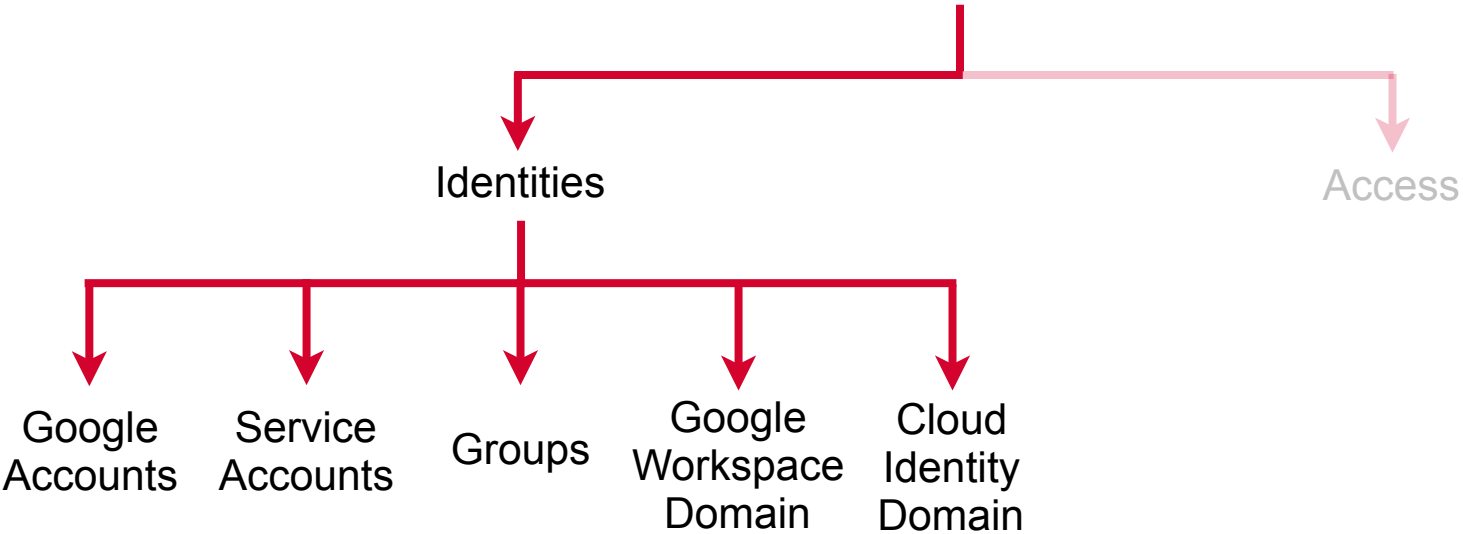 Identities
Access
Google
Accounts
Service
Accounts
Groups
Google
Workspace
Domain
Cloud
Identity
Domain